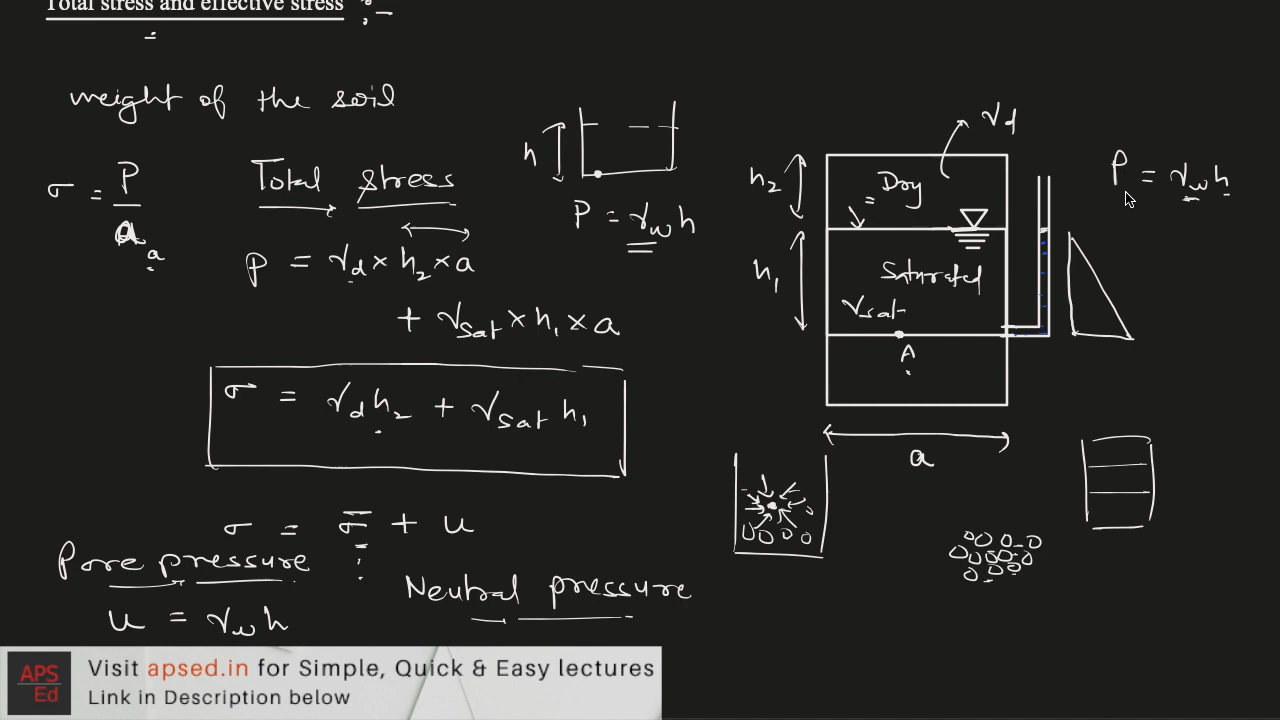 Total stress and effective stress :-
weight of the soil
σ = P / a
a
Total stress
P = γd × h2 × a
+ γsat × h1 × a
σ = γd h2 + γsat h1
σ = σ̅ + u
Pore pressure
Neutral pressure
u = γw h
h
P = γw h
γd
h2
Dry
h1
Saturated
γsat
A
a
P = γw h
APS
Ed
Visit apsed.in for Simple, Quick & Easy lectures
Link in Description below